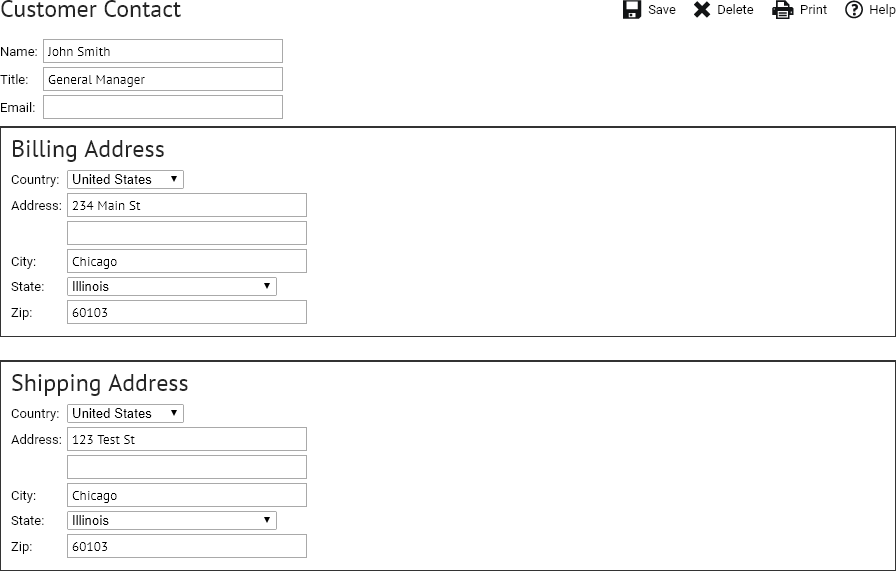 Customer Contact Save Delete Print Help
Name: John Smith
Title: General Manager
Email:
Billing Address
Country: United States
Address: 234 Main St
City: Chicago
State: Illinois
Zip: 60103
Shipping Address
Country: United States
Address: 123 Test St
City: Chicago
State: Illinois
Zip: 60103